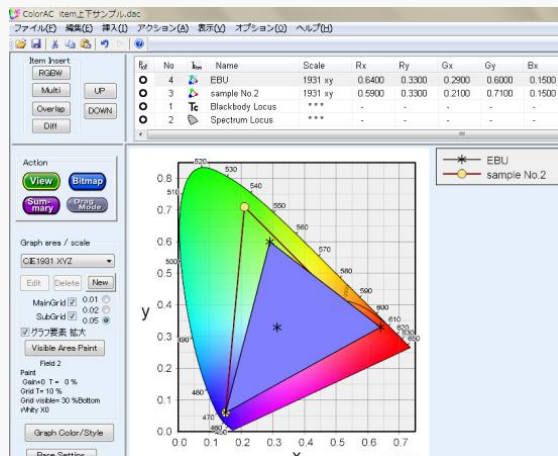 ColorAC item上下サンプル.dac
ファイル(F) 編集(E) 挿入(I) アクション(A) 表示(V) オプション(O) ヘルプ(H)
Item Insert
RGBW
Multi UP
Overlap DOWN
Diff
No Item Name Scale Rx Ry Gx Gy Bx
4 EBU 1931 xy 0.6400 0.3300 0.2900 0.6000 0.1500
3 sample No.2 1931 xy 0.5900 0.3300 0.2100 0.7100 0.1500
1 Tc Blackbody Locus *** - - - - -
2 Spectrum Locus *** - - - - -
Action
View Bitmap
Sum-mary Drag Mode
Graph area / scale
CIE1931 XYZ
Edit Delete New
MainGrid 0.01
0.02
SubGrid 0.05
グラフ要素 拡大
Visible Area Paint
Field 2
Paint
Gain=0 T= 0 %
Grid T= 10 %
Grid visible= 30 %Bottom
Whity X0
Graph Color/Style
Page Setting
EBU
sample No.2
520
530
510 540
550
560
570
500 580
590
600
610
620
490
480
470
460
0.8
0.7
0.6
0.5
0.4
0.3
0.2
0.1
0.0
y
0.0 0.1 0.2 0.3 0.4 0.5 0.6 0.7
x